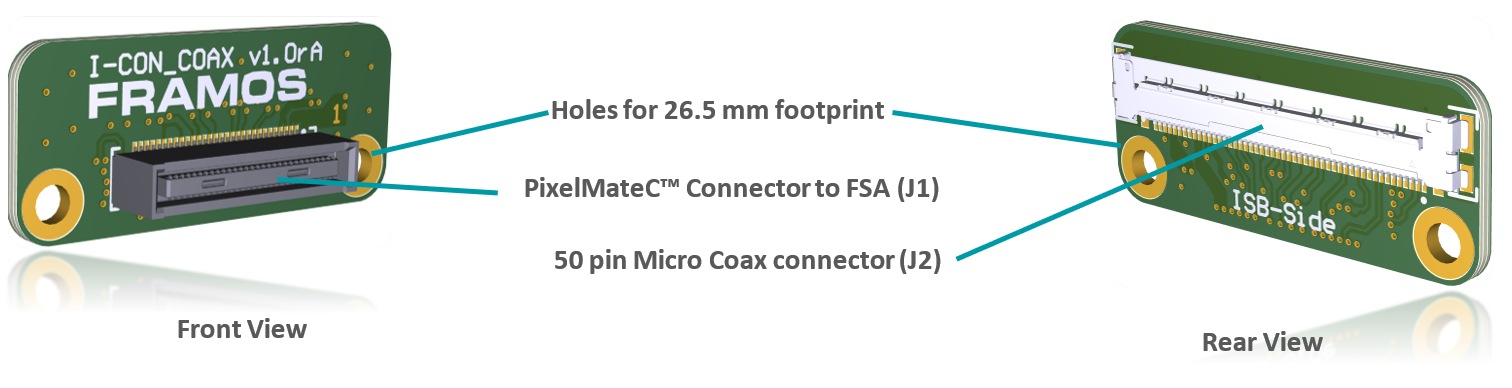 I-CON_COAX v1.0rA
FRAMOS
1
Holes for 26.5 mm footprint
PixelMateC™ Connector to FSA (J1)
50 pin Micro Coax connector (J2)
ISB-Side
Front View
Rear View